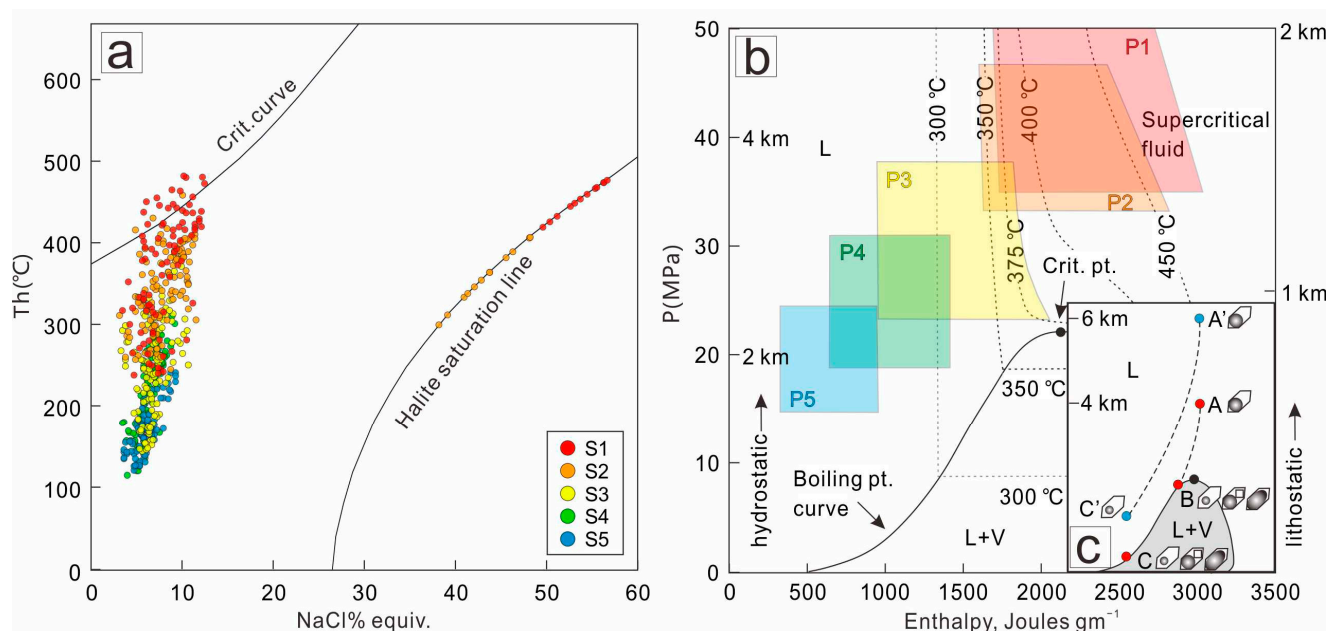 a
600
500
400
300
200
100
0
Th(℃)
Crit.curve
Halite saturation line
S1
S2
S3
S4
S5
0
10
20
30
40
50
60
NaCl% equiv.
b
50
40
30
20
10
0
P(MPa)
4 km
2 km
hydrostatic
L
300 ℃
350 ℃
400 ℃
375 ℃
450 ℃
P1
Supercritical
fluid
P2
P3
P4
P5
Crit. pt.
350 ℃
300 ℃
Boiling pt.
curve
L+V
2 km
1 km
lithostatic
0
500
1000
1500
2000
2500
3000
3500
Enthalpy, Joules gm⁻¹
c
6 km
A'
L
4 km
A
C'
B
L+V
C